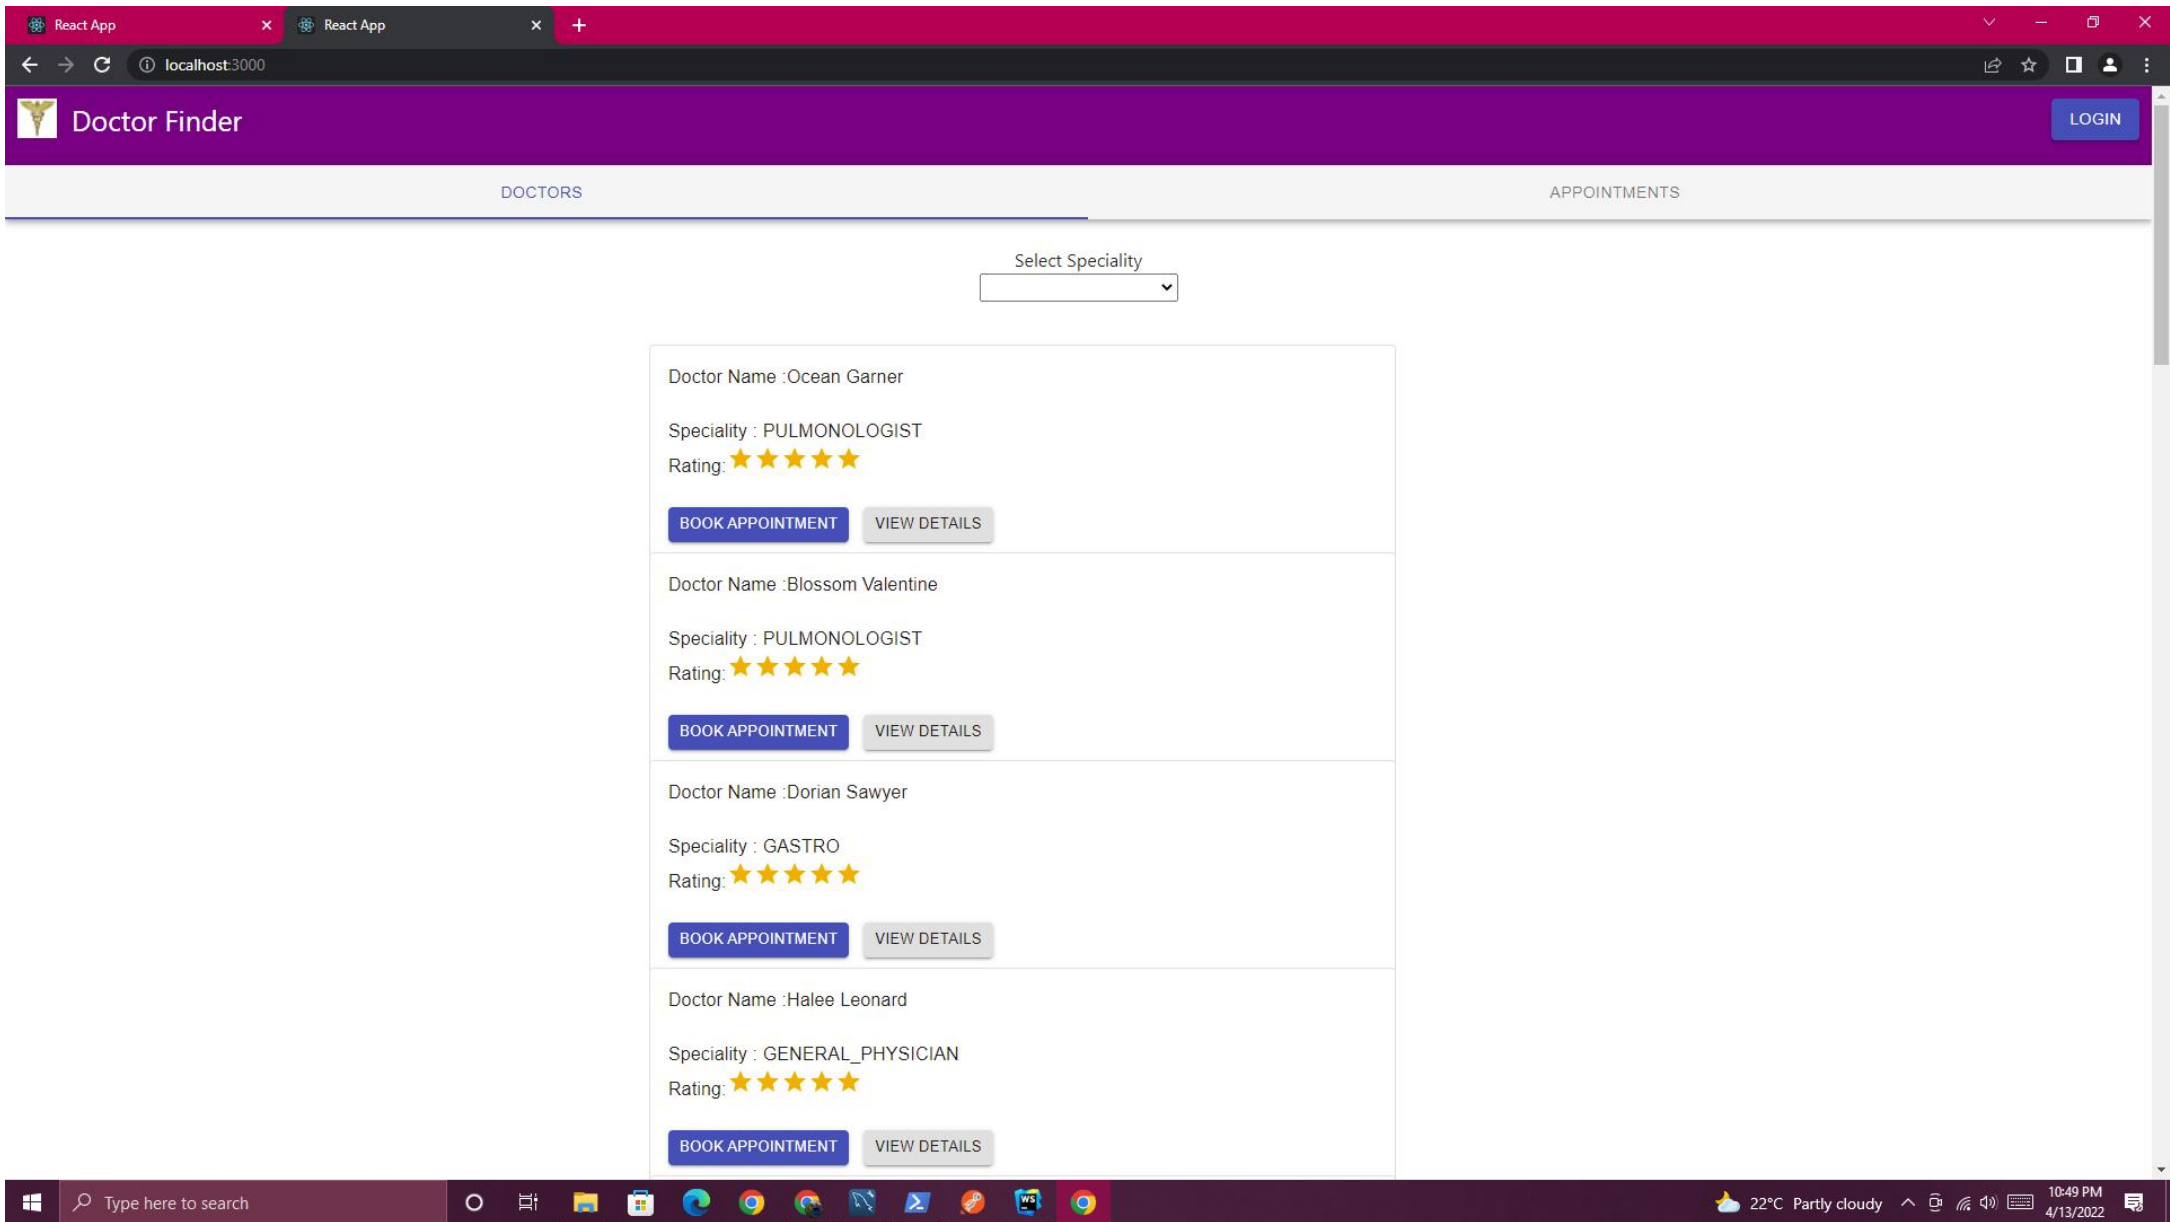 React App
React App
localhost:3000
Doctor Finder
LOGIN
DOCTORS
APPOINTMENTS
Select Speciality
Doctor Name :Ocean Garner
Speciality : PULMONOLOGIST
Rating:
BOOK APPOINTMENT
VIEW DETAILS
Doctor Name :Blossom Valentine
Speciality : PULMONOLOGIST
Rating:
BOOK APPOINTMENT
VIEW DETAILS
Doctor Name :Dorian Sawyer
Speciality : GASTRO
Rating:
BOOK APPOINTMENT
VIEW DETAILS
Doctor Name :Halee Leonard
Speciality : GENERAL_PHYSICIAN
Rating:
BOOK APPOINTMENT
VIEW DETAILS
Type here to search
WS
22°C Partly cloudy
10:49 PM
4/13/2022